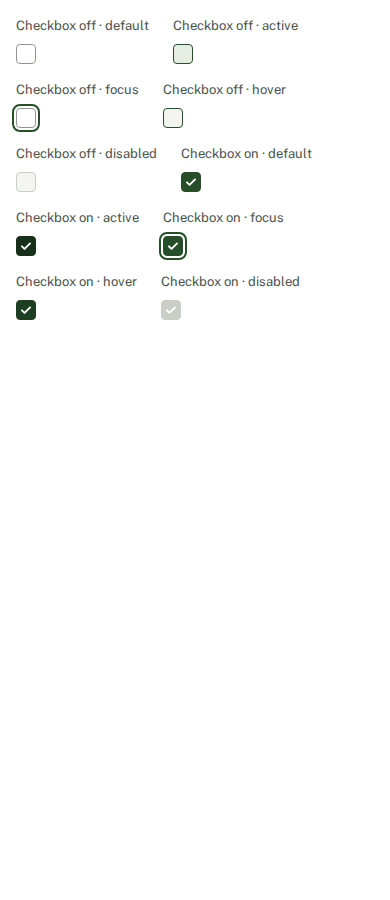 Checkbox off · default
Checkbox off · active
Checkbox off · focus
Checkbox off · hover
Checkbox off · disabled
Checkbox on · default
Checkbox on · active
Checkbox on · focus
Checkbox on · hover
Checkbox on · disabled